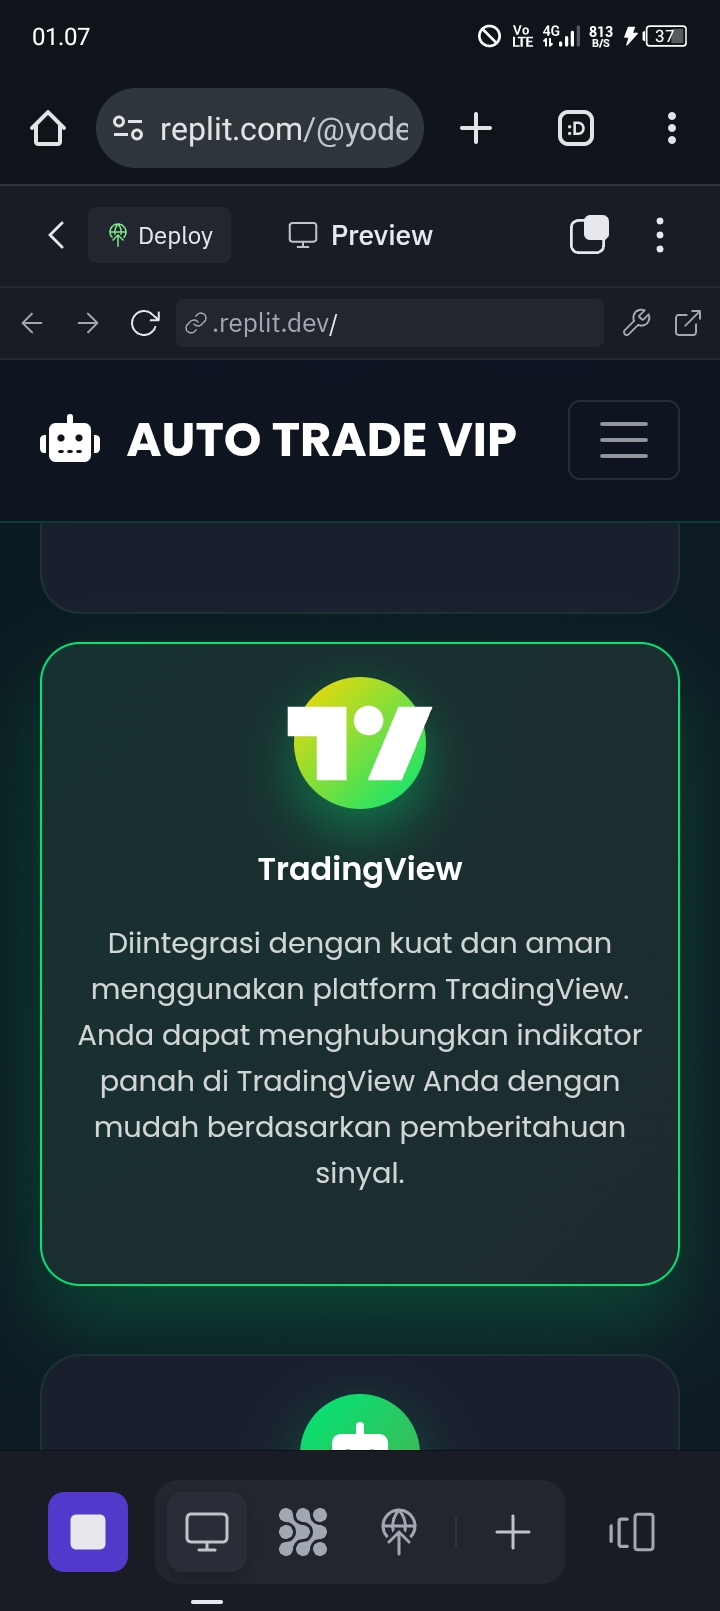 01.07
Vo LTE 4G 813 B/S 37
replit.com/@yode
:D
Deploy
Preview
.replit.dev/
AUTO TRADE VIP
TradingView
Diintegrasi dengan kuat dan aman
menggunakan platform TradingView.
Anda dapat menghubungkan indikator
panah di TradingView Anda dengan
mudah berdasarkan pemberitahuan
sinyal.